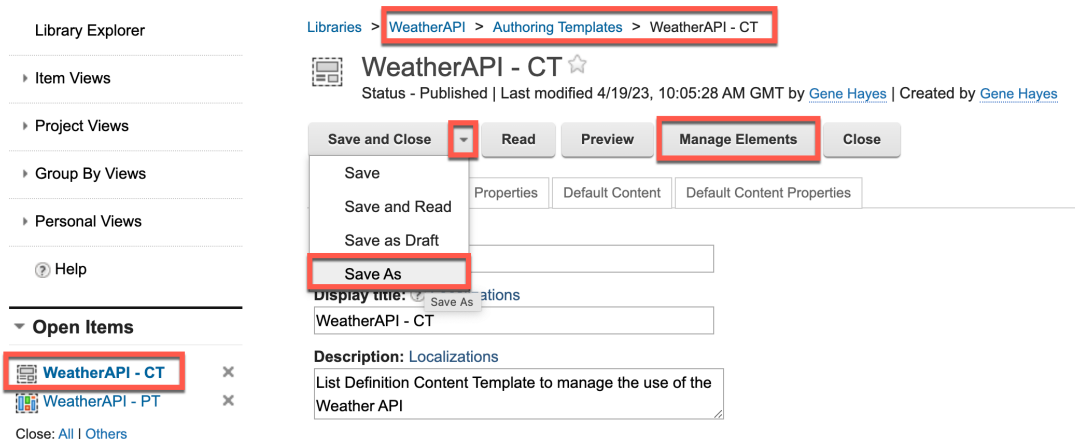 Library Explorer
Item Views
Project Views
Group By Views
Personal Views
? Help
Open Items
WeatherAPI - CT ×
WeatherAPI - PT ×
Close: All | Others
Libraries > WeatherAPI > Authoring Templates > WeatherAPI - CT
WeatherAPI - CT
Status - Published | Last modified 4/19/23, 10:05:28 AM GMT by Gene Hayes | Created by Gene Hayes
Save and Close Read Preview Manage Elements Close
Save
Save and Read
Save as Draft
Save As
Save As
Properties Default Content Default Content Properties
Display title: ?
WeatherAPI - CT
Description: Localizations
List Definition Content Template to manage the use of the
Weather API